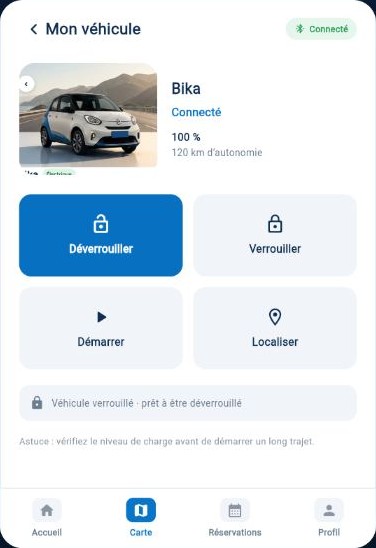 Mon véhicule
Connecté
Bika
Connecté
100 %
120 km d'autonomie
Déverrouiller
Verrouiller
Démarrer
Localiser
Véhicule verrouillé · prêt à être déverrouillé
Astuce : vérifiez le niveau de charge avant de démarrer un long trajet.
Accueil
Carte
Réservations
Profil